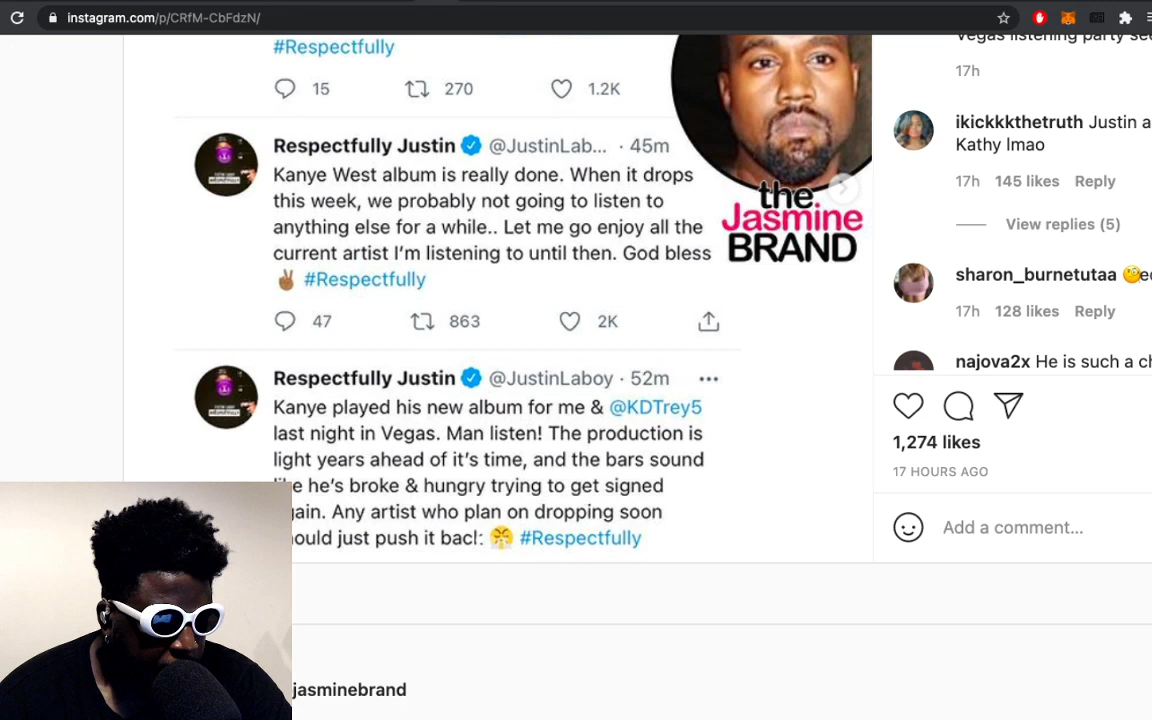 instagram.com/p/CRfM-CbFdzN/
#Respectfully
15 270 1.2K
Respectfully Justin @JustinLab... · 45m
Kanye West album is really done. When it drops
this week, we probably not going to listen to
anything else for a while.. Let me go enjoy all the
current artist I’m listening to until then. God bless
✌🏾 #Respectfully
47 863 2K
Respectfully Justin @JustinLaboy · 52m •••
Kanye played his new album for me & @KDTrey5
last night in Vegas. Man listen! The production is
light years ahead of it’s time, and the bars sound
he’s broke & hungry trying to get signed
Any artist who plan on dropping soon
just push it bacl: 😤 #Respectfully
the
Jasmine
BRAND
Vegas listening party
17h
ikickkkthetruth Justin a
Kathy lmao
17h 145 likes Reply
View replies (5)
sharon_burnetutaa 🧐
17h 128 likes Reply
najova2x He is such a
1,274 likes
17 HOURS AGO
Add a comment...
jasminebrand